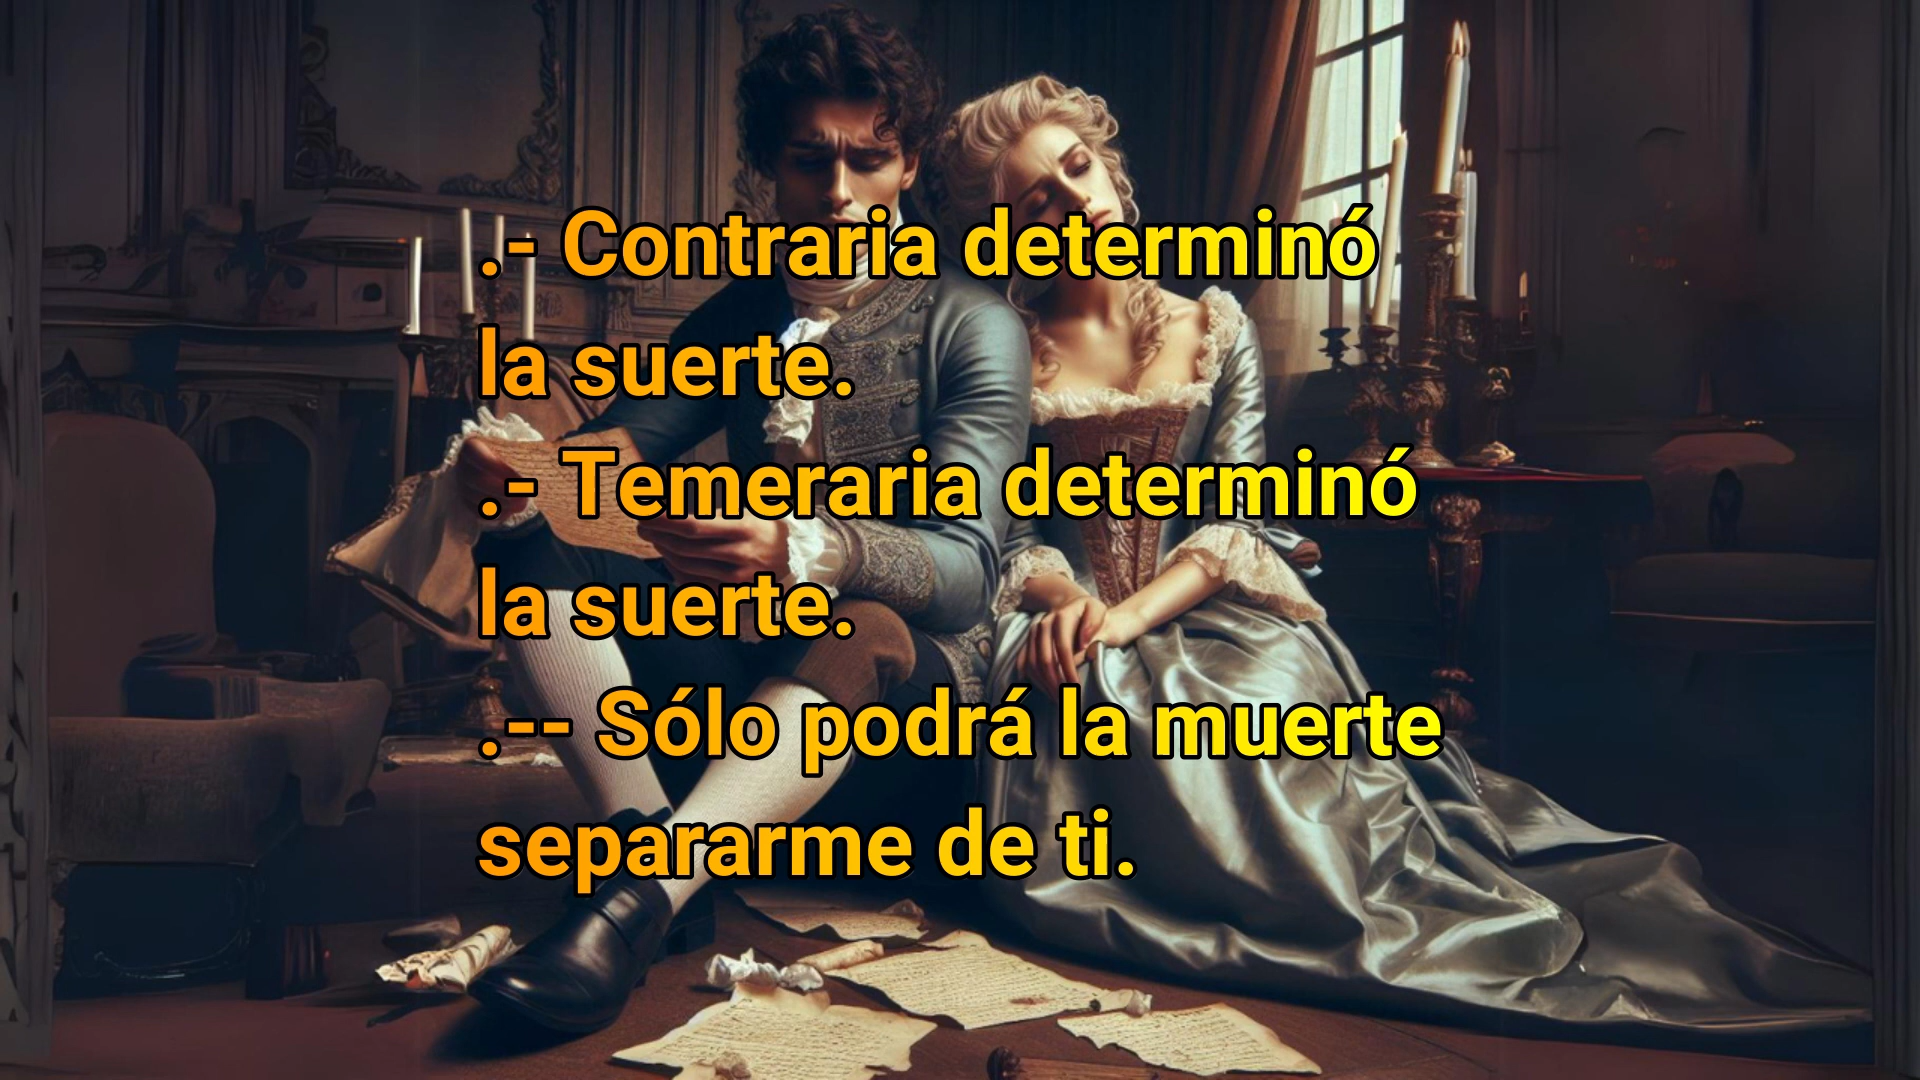 .- Contraria determinó
la suerte.
.- Temeraria determinó
la suerte.
.-- Sólo podrá la muerte
separarme de ti.